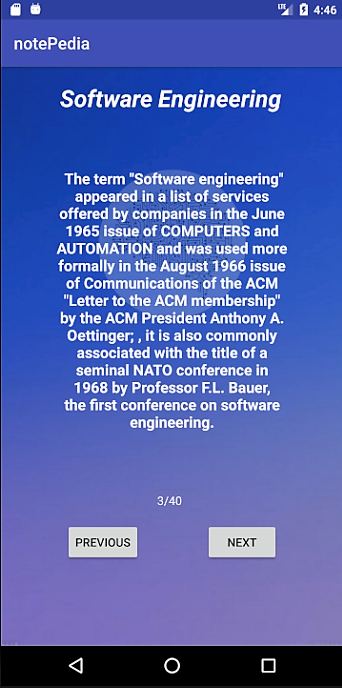 LTE 4:46
notePedia
Software Engineering
The term "Software engineering"
appeared in a list of services
offered by companies in the June
1965 issue of COMPUTERS and
AUTOMATION and was used more
formally in the August 1966 issue
of Communications of the ACM
"Letter to the ACM membership"
by the ACM President Anthony A.
Oettinger; , it is also commonly
associated with the title of a
seminal NATO conference in
1968 by Professor F.L. Bauer,
the first conference on software
engineering.
3/40
PREVIOUS NEXT